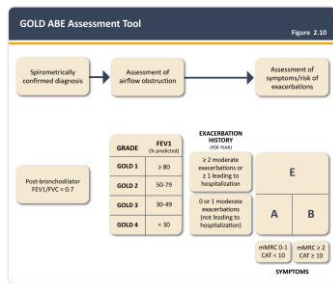 GOLD ABE Assessment Tool
Figure 2.10
Spirometrically
confirmed diagnosis
Assessment of
airflow obstruction
Assessment of
symptoms/risk of
exacerbations
Post-bronchodilator
FEV1/FVC < 0.7
GRADE
FEV1
(% predicted)
GOLD 1
≥ 80
GOLD 2
50-79
GOLD 3
30-49
GOLD 4
< 30
EXACERBATION
HISTORY
(PER YEAR)
≥ 2 moderate
exacerbations or
≥ 1 leading to
hospitalization
0 or 1 moderate
exacerbations
(not leading to
hospitalization)
E
A
B
mMRC 0-1
CAT < 10
mMRC ≥ 2
CAT ≥ 10
SYMPTOMS